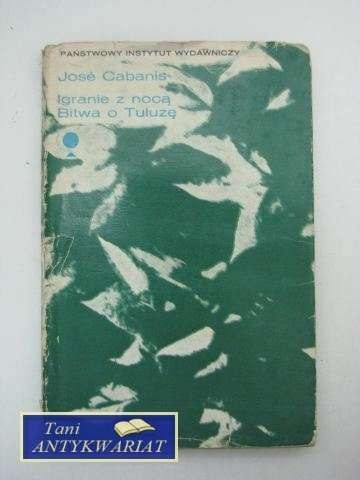 PAŃSTWOWY INSTYTUT WYDAWNICZY
José Cabanis
Igranie z nocą
Bitwa o Tuluzę
Tani
ANTYKWARIAT